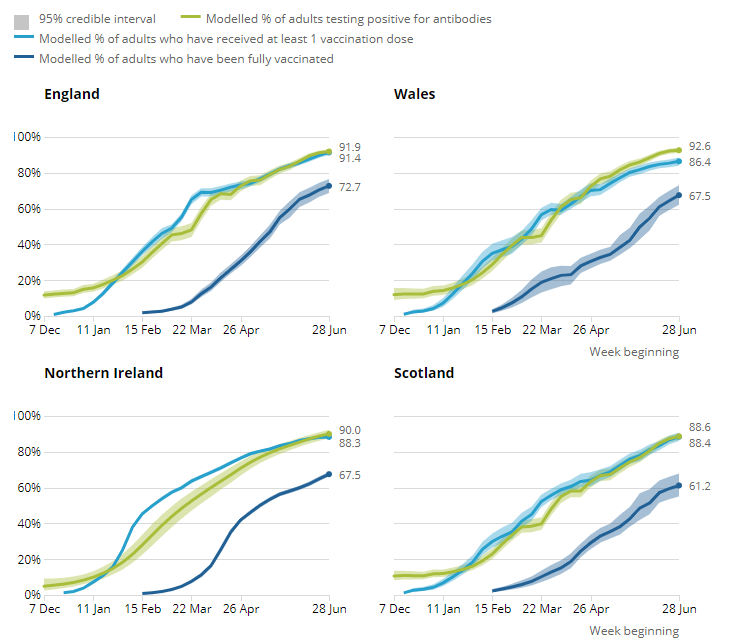 95% credible interval Modelled % of adults testing positive for antibodies
Modelled % of adults who have received at least 1 vaccination dose
Modelled % of adults who have been fully vaccinated
England Wales
100%
80%
60%
40%
20%
0%
91.9
91.4
72.7
92.6
86.4
67.5
7 Dec 11 Jan 15 Feb 22 Mar 26 Apr 28 Jun 7 Dec 11 Jan 15 Feb 22 Mar 26 Apr 28 Jun
Week beginning
Northern Ireland Scotland
100%
80%
60%
40%
20%
0%
90.0
88.3
67.5
88.6
88.4
61.2
7 Dec 11 Jan 15 Feb 22 Mar 26 Apr 28 Jun 7 Dec 11 Jan 15 Feb 22 Mar 26 Apr 28 Jun
Week beginning